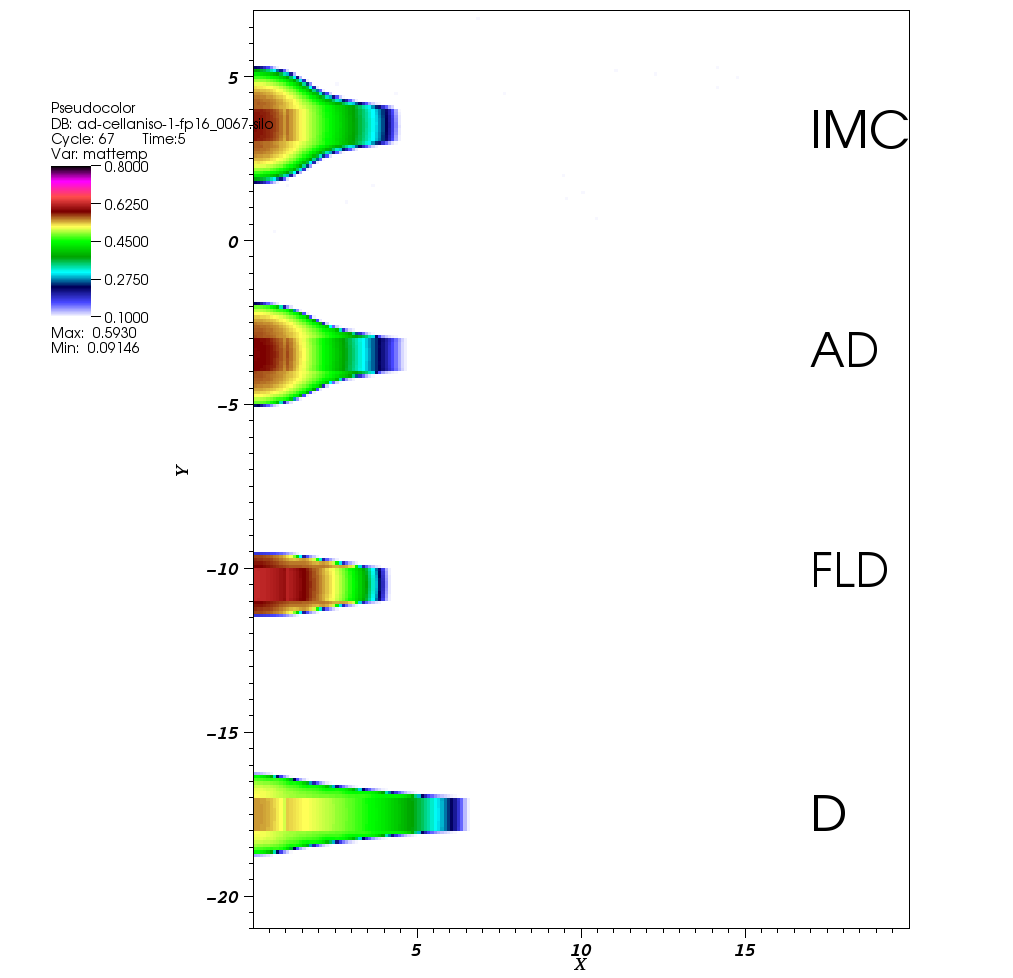 Pseudocolor
DB: ad-cellaniso-1-fp16_0067.silo
Cycle: 67 Time:5
Var: mattemp
0.8000
0.6250
0.4500
0.2750
0.1000
Max: 0.5930
Min: 0.09146
5
0
-5
-10
-15
-20
Y
IMC
AD
FLD
D
5 10 15
X